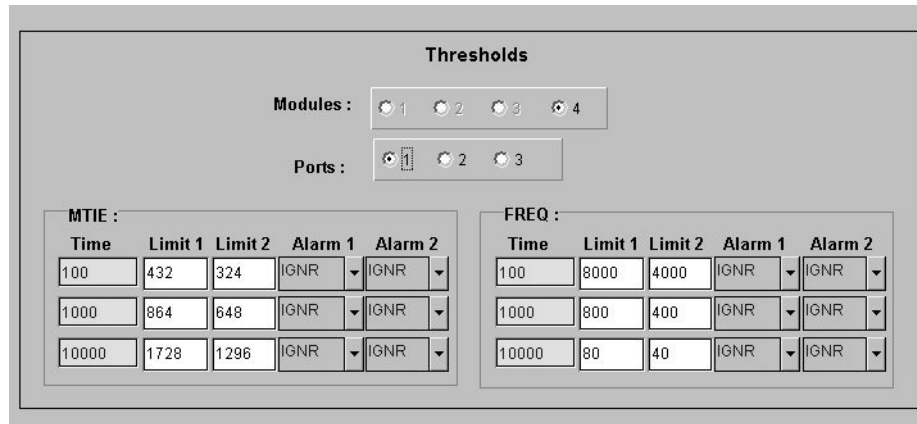 Thresholds
Modules : 1 2 3 4
Ports : 1 2 3
MTIE :
Time Limit 1 Limit 2 Alarm 1 Alarm 2
100 432 324 IGNR IGNR
1000 864 648 IGNR IGNR
10000 1728 1296 IGNR IGNR
FREQ :
Time Limit 1 Limit 2 Alarm 1 Alarm 2
100 8000 4000 IGNR IGNR
1000 800 400 IGNR IGNR
10000 80 40 IGNR IGNR